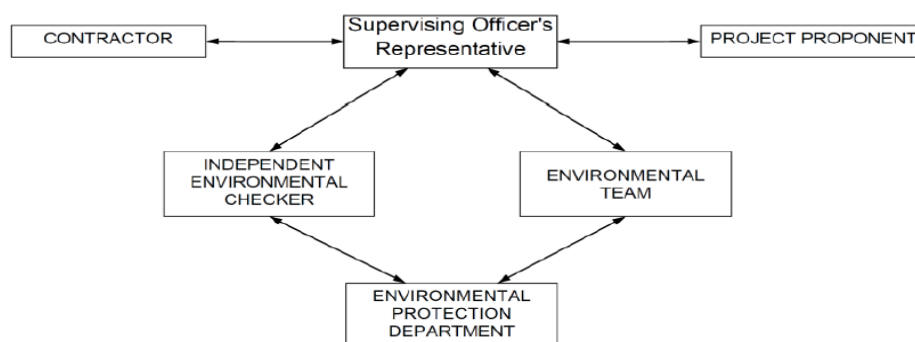 CONTRACTOR
Supervising Officer's
Representative
PROJECT PROPONENT
INDEPENDENT
ENVIRONMENTAL
CHECKER
ENVIRONMENTAL
TEAM
ENVIRONMENTAL
PROTECTION
DEPARTMENT